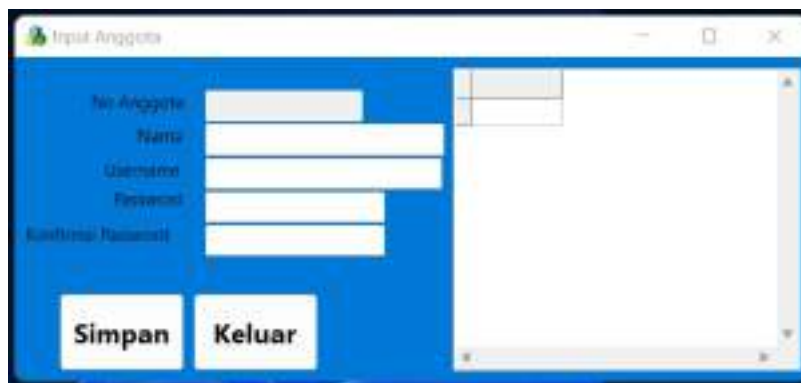 Input Anggota
No Anggota
Nama
Username
Password
Konfirmasi Password
Simpan
Keluar